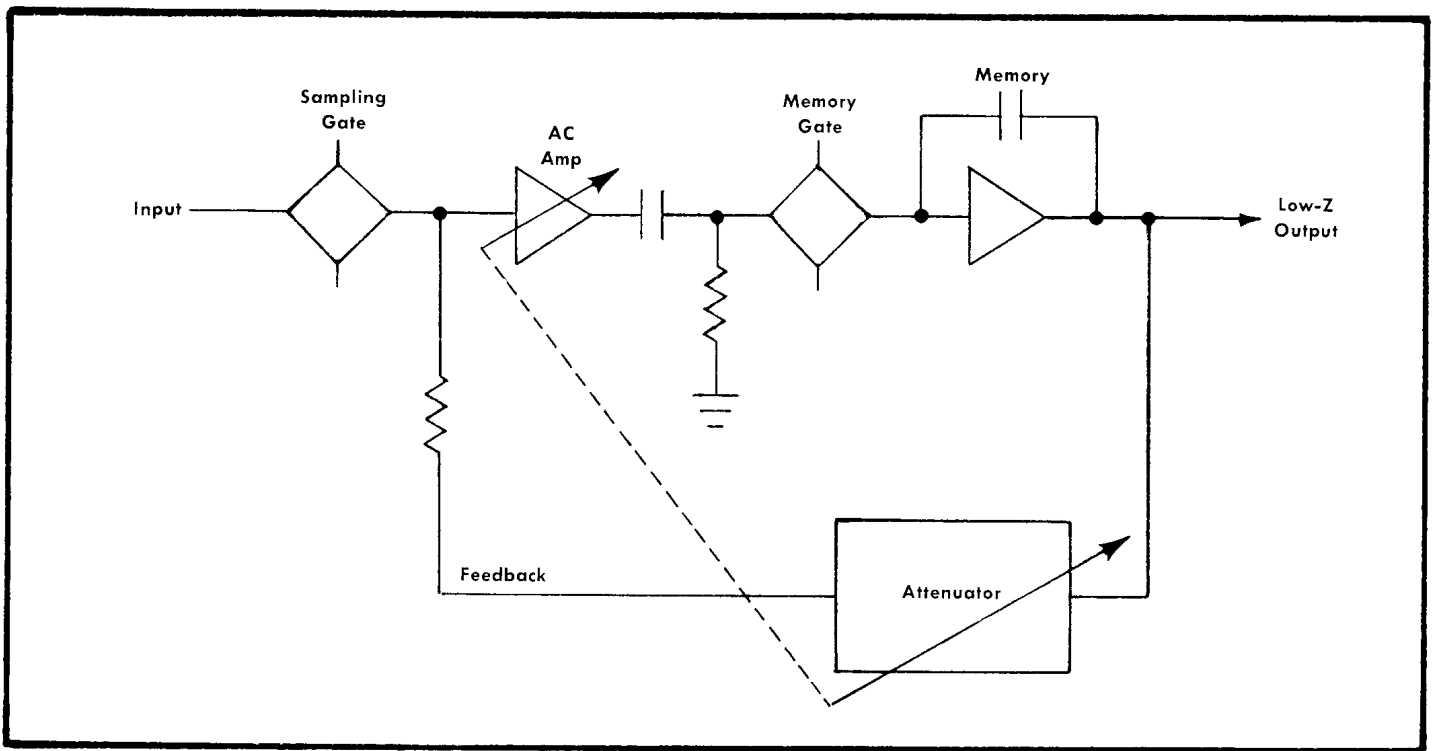 Sampling
Gate
AC
Amp
Memory
Gate
Memory
Input
Low-Z
Output
Feedback
Attenuator